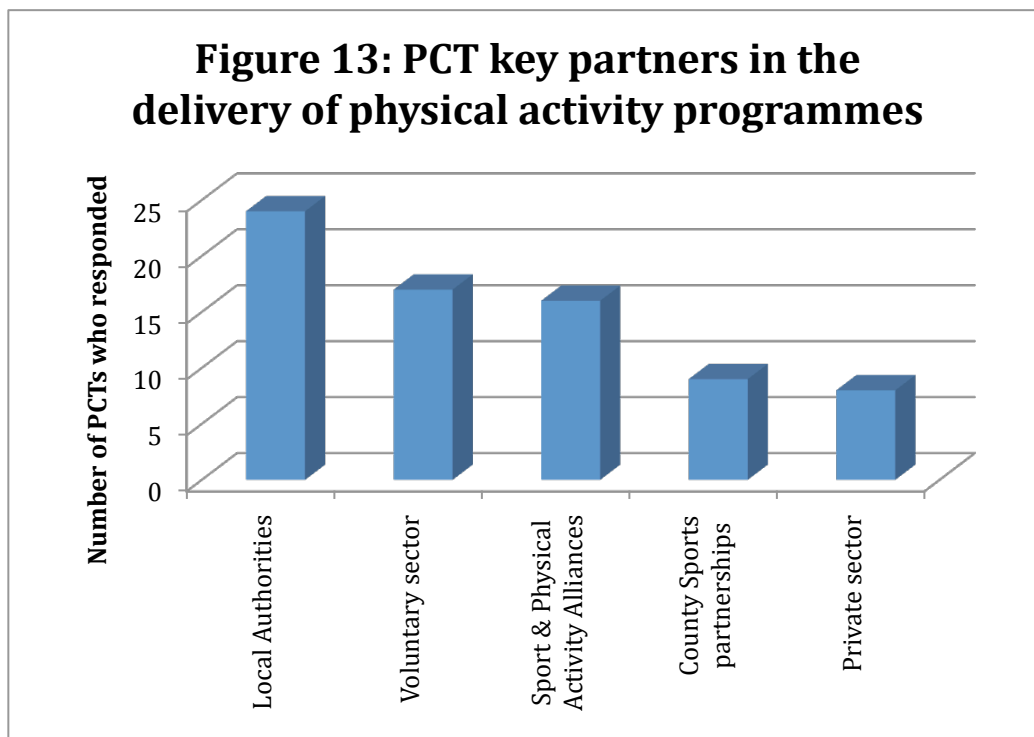 Figure 13: PCT key partners in the
delivery of physical activity programmes
Number of PCTs who responded
25
20
15
10
5
0
Local Authorities
Voluntary sector
Sport & Physical
Activity Alliances
County Sports
partnerships
Private sector